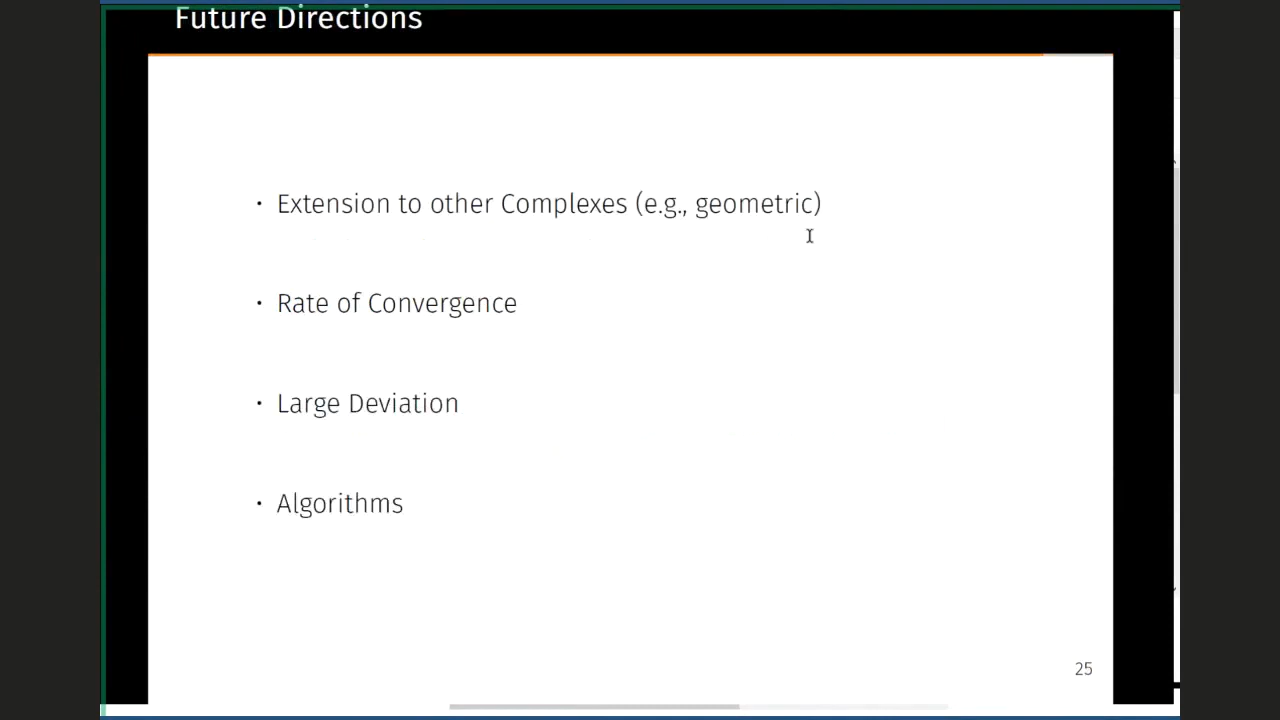 Future Directions
· Extension to other Complexes (e.g., geometric)
· Rate of Convergence
· Large Deviation
· Algorithms
25